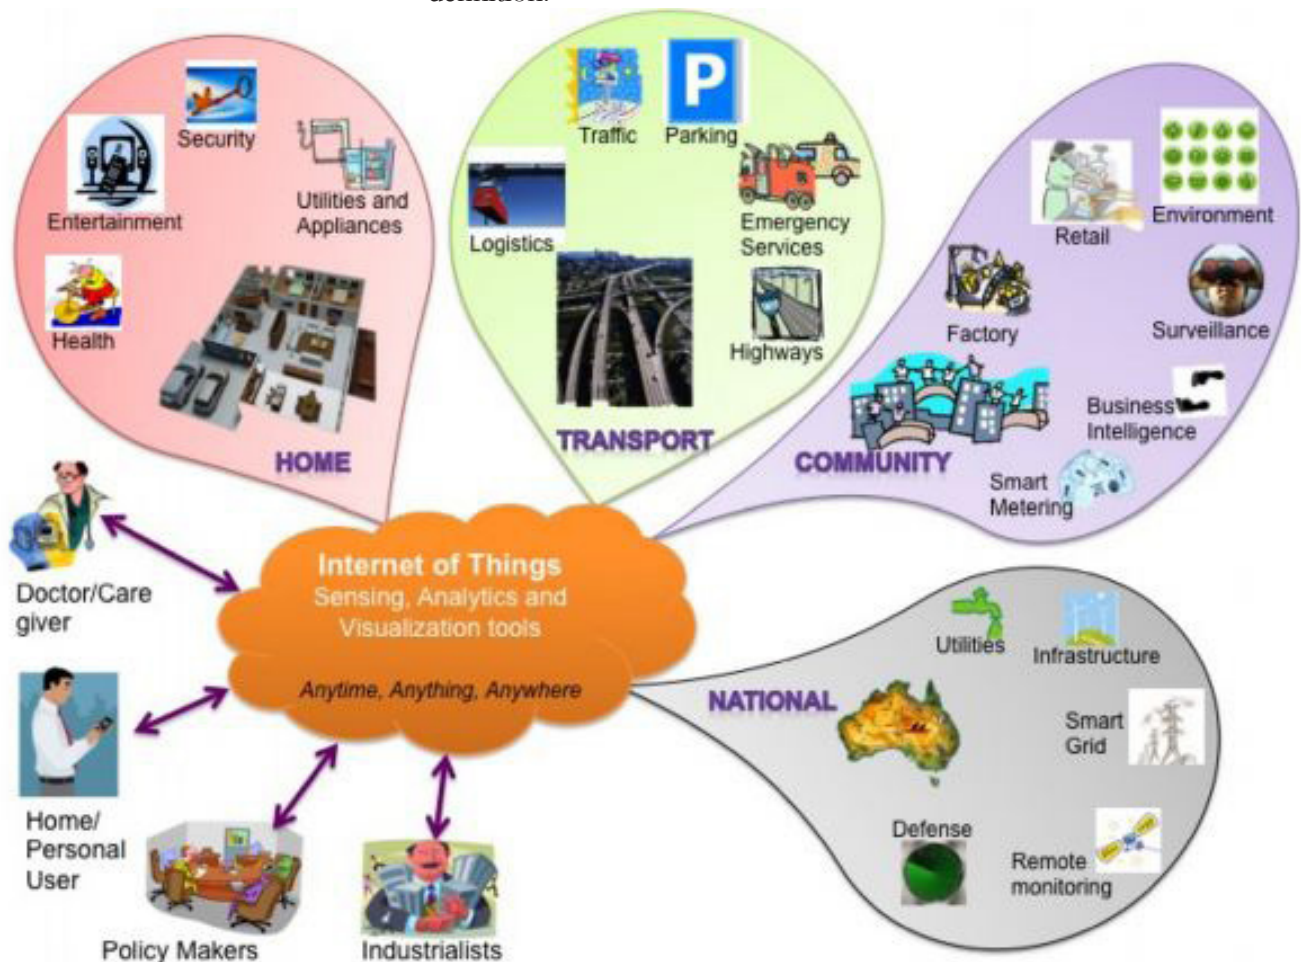 Security
Entertainment
Utilities and
Appliances
Health
HOME
Traffic
Parking
P
Logistics
Emergency
Services
Highways
TRANSPORT
Retail
Environment
Factory
Surveillance
Business
Intelligence
COMMUNITY
Smart
Metering
Internet of Things
Sensing, Analytics and
Visualization tools
Anytime, Anything, Anywhere
Doctor/Care
giver
Home/
Personal
User
Policy Makers
Industrialists
NATIONAL
Utilities
Infrastructure
Smart
Grid
Defense
Remote
monitoring